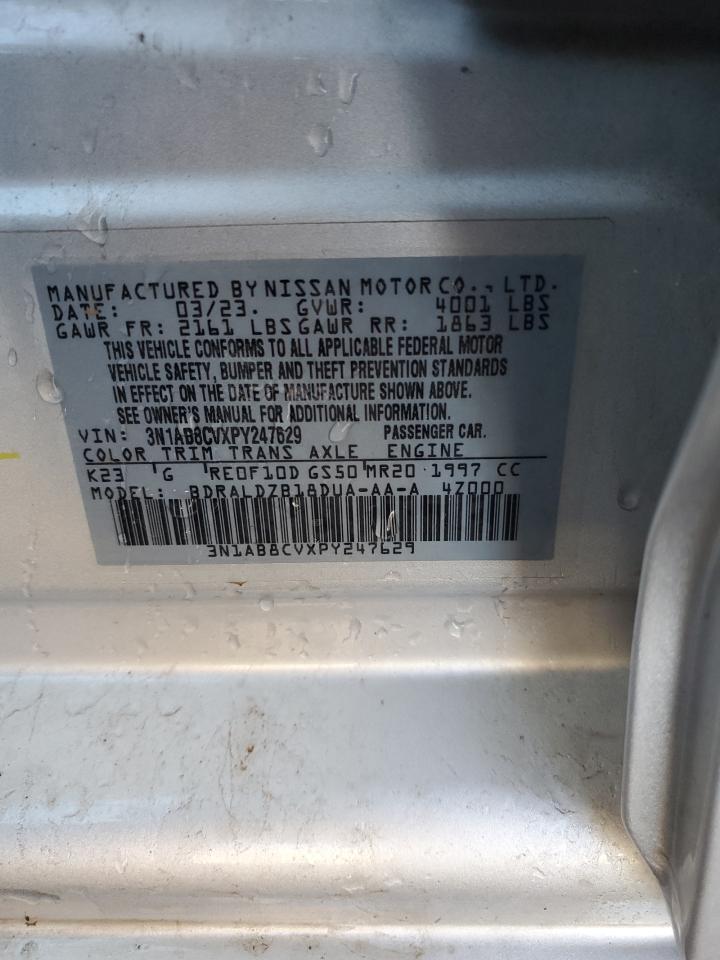 MANUFACTURED BY NISSAN MOTOR CO., LTD.
DATE: 03/23. GVWR: 4001 LBS
GAWR FR: 2161 LBS GAWR RR: 1863 LBS
THIS VEHICLE CONFORMS TO ALL APPLICABLE FEDERAL MOTOR
VEHICLE SAFETY, BUMPER AND THEFT PREVENTION STANDARDS
IN EFFECT ON THE DATE OF MANUFACTURE SHOWN ABOVE.
SEE OWNER'S MANUAL FOR ADDITIONAL INFORMATION.
VIN: 3N1AB8CVXPY247629 PASSENGER CAR.
COLOR TRIM TRANS AXLE ENGINE
K23 G RE0F10D GS50 MR20 1997 CC
MODEL: BDRALDZB18DUA-AA-A 4Z000
3N1AB8CVXPY247629